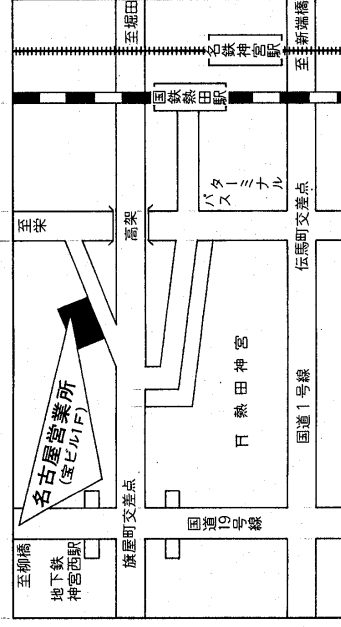 至柳橋
地下鉄
神宮西駅
名古屋営業所
(宝ビル1F)
至栄
旗屋町交差点
高架
至堀田
国道19号線
熱田神宮
バスターミナル
国鉄熱田駅
名鉄神宮駅
国道1号線
伝馬町交差点
至新端橋